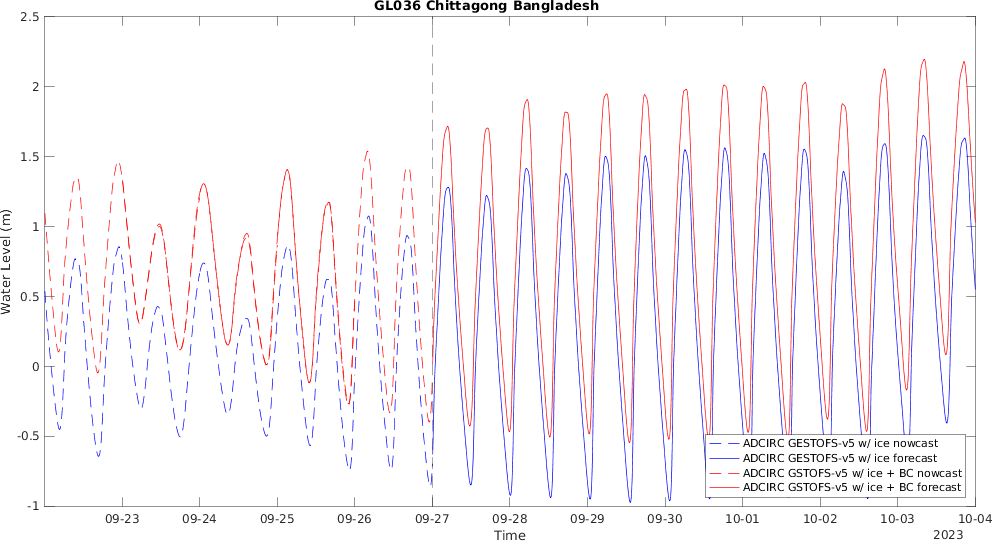 GL036 Chittagong Bangladesh
2.5
2
1.5
1
0.5
0
-0.5
-1
Water Level (m)
ADCIRC GESTOFS-v5 w/ ice nowcast
ADCIRC GESTOFS-v5 w/ ice forecast
ADCIRC GSTOFS-v5 w/ ice + BC nowcast
ADCIRC GSTOFS-v5 w/ ice + BC forecast
09-23 09-24 09-25 09-26 09-27 09-28 09-29 09-30 10-01 10-02 10-03 10-04
Time
2023